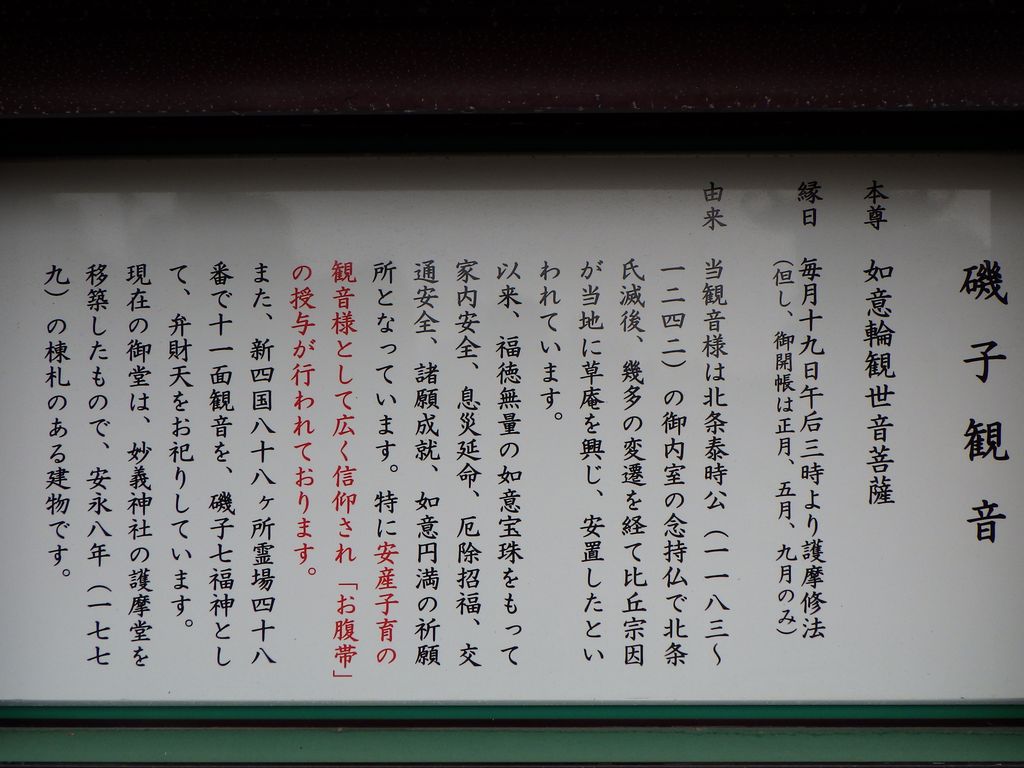 磯子観音
本尊　如意輪観世音菩薩
縁日　毎月十九日午后三時より護摩修法
（但し、御開帳は正月、五月、九月のみ）
由来　当観音様は北条泰時公（一一八三～
一二四二）の御内室の念持仏で北条
氏滅後、幾多の変遷を経て比丘宗因
が当地に草庵を興じ、安置したとい
われています。
以来、福徳無量の如意宝珠をもって
家内安全、息災延命、厄除招福、交
通安全、諸願成就、如意円満の祈願
所となっています。特に安産子育の
観音様として広く信仰され「お腹帯」
の授与が行われております。
また、新四国八十八ヶ所霊場四十八
番で十一面観音を、磯子七福神とし
て、弁財天をお祀りしています。
現在の御堂は、妙義神社の護摩堂を
移築したもので、安永八年（一七七
九）の棟札のある建物です。